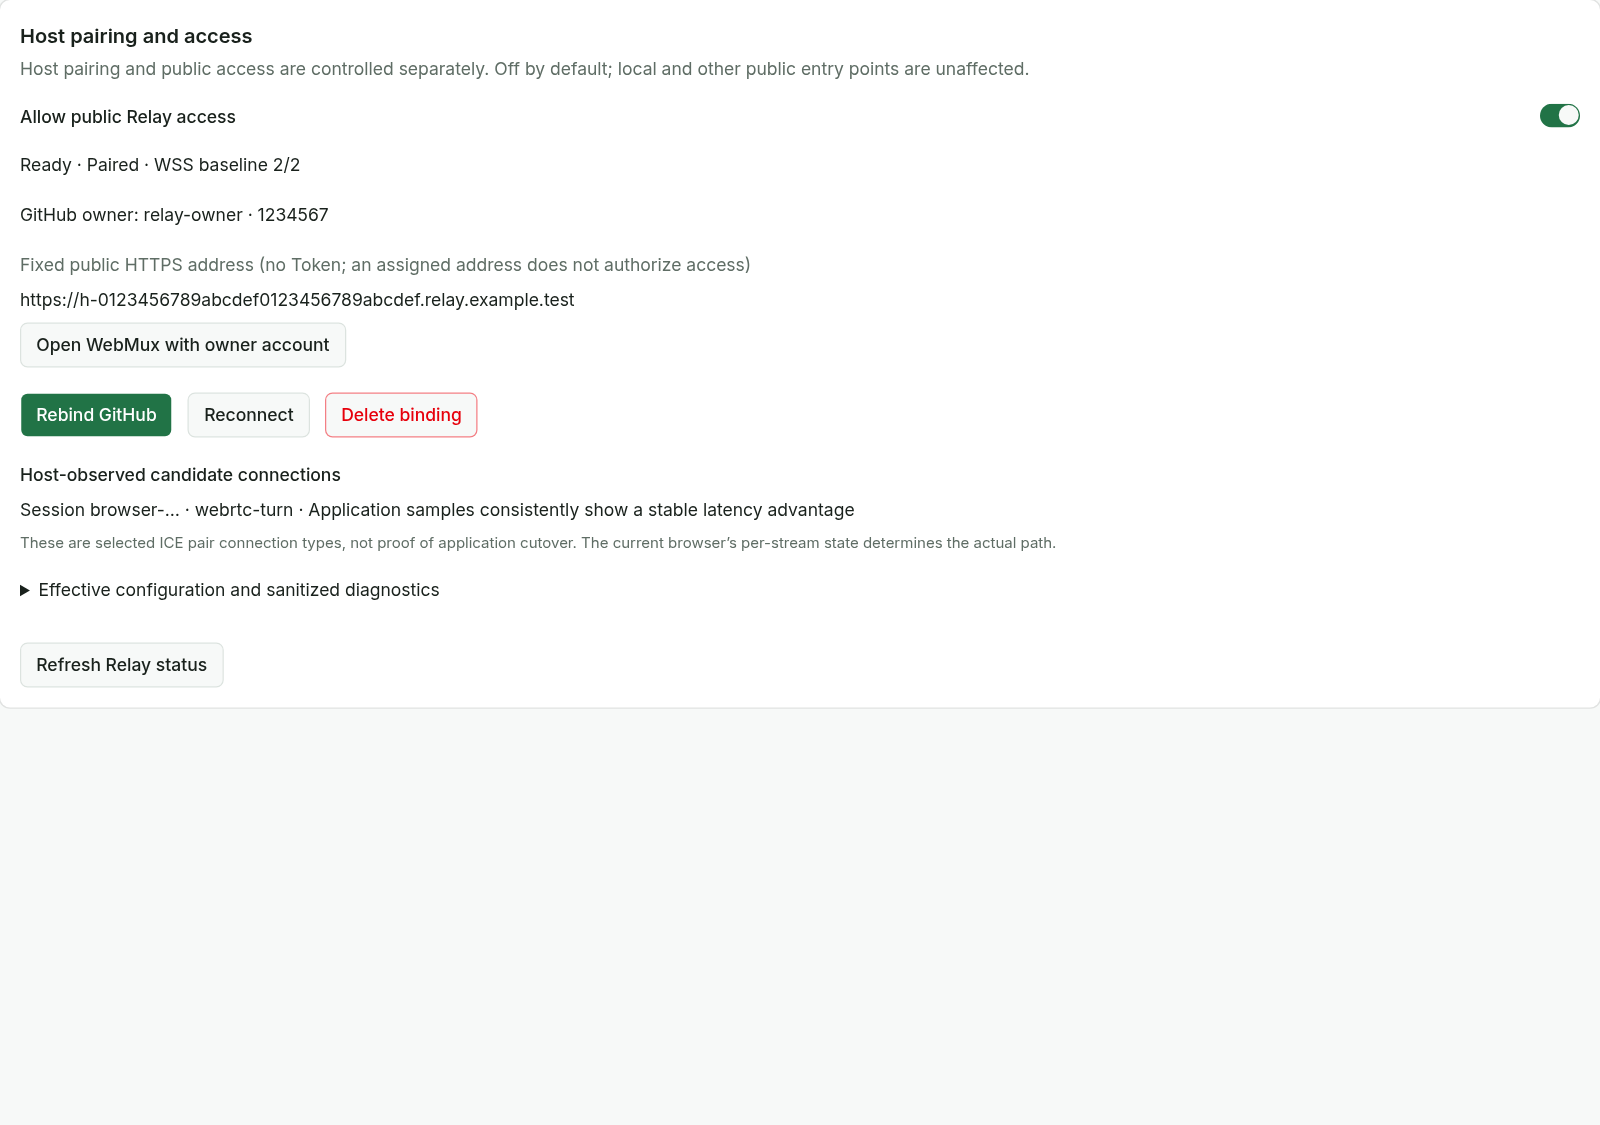 Host pairing and access
Host pairing and public access are controlled separately. Off by default; local and other public entry points are unaffected.
Allow public Relay access
Ready · Paired · WSS baseline 2/2
GitHub owner: relay-owner · 1234567
Fixed public HTTPS address (no Token; an assigned address does not authorize access)
https://h-0123456789abcdef0123456789abcdef.relay.example.test
Open WebMux with owner account
Rebind GitHub Reconnect Delete binding
Host-observed candidate connections
Session browser-... · webrtc-turn · Application samples consistently show a stable latency advantage
These are selected ICE pair connection types, not proof of application cutover. The current browser’s per-stream state determines the actual path.
Effective configuration and sanitized diagnostics
Refresh Relay status